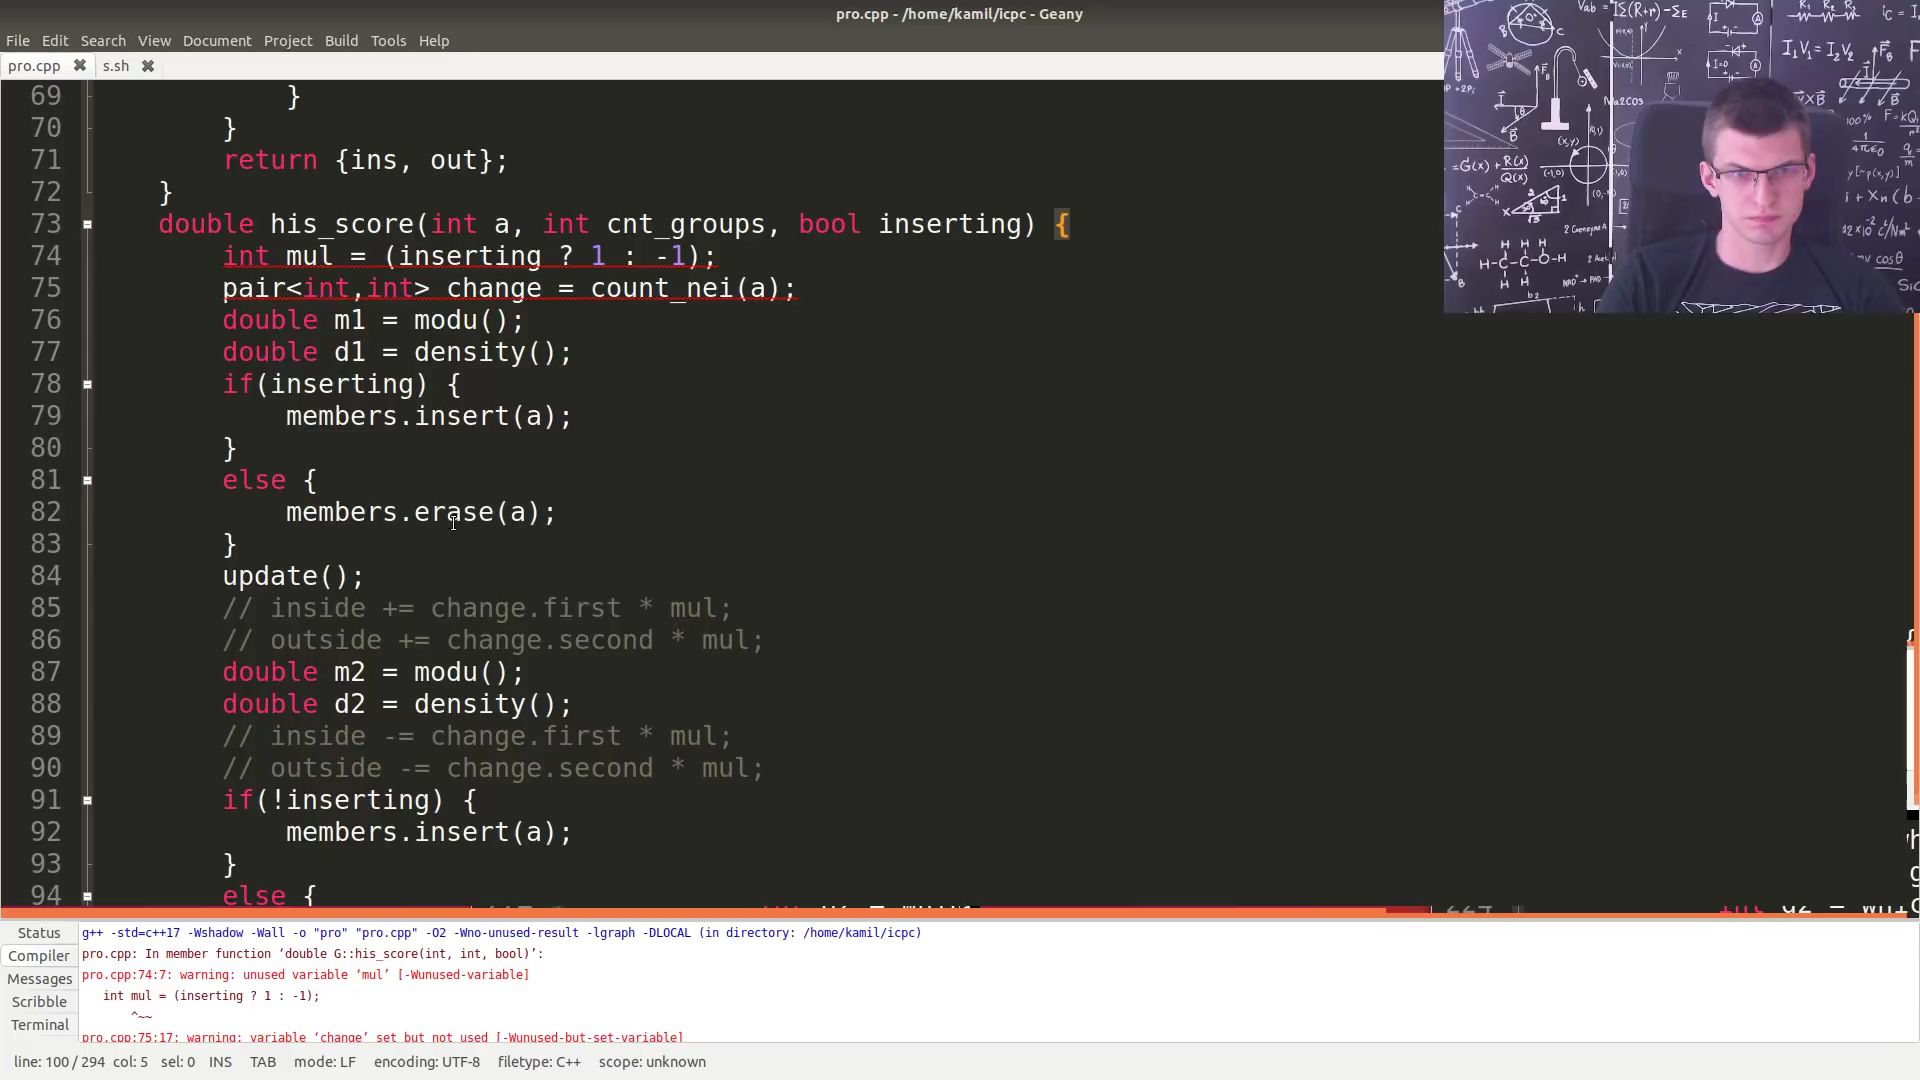 pro.cpp - /home/kamil/icpc - Geany
File Edit Search View Document Project Build Tools Help
pro.cpp s.sh
69 }
70 }
71 return {ins, out};
72 }
73 double his_score(int a, int cnt_groups, bool inserting) {
74 int mul = (inserting ? 1 : -1);
75 pair<int,int> change = count_nei(a);
76 double m1 = modu();
77 double d1 = density();
78 if(inserting) {
79 members.insert(a);
80 }
81 else {
82 members.erase(a);
83 }
84 update();
85 // inside += change.first * mul;
86 // outside += change.second * mul;
87 double m2 = modu();
88 double d2 = density();
89 // inside -= change.first * mul;
90 // outside -= change.second * mul;
91 if(!inserting) {
92 members.insert(a);
93 }
94 else {
Status
Compiler
Messages
Scribble
Terminal
g++ -std=c++17 -Wshadow -Wall -o "pro" "pro.cpp" -O2 -Wno-unused-result -lgraph -DLOCAL (in directory: /home/kamil/icpc)
pro.cpp: In member function ‘double G::his_score(int, int, bool)’:
pro.cpp:74:7: warning: unused variable ‘mul’ [-Wunused-variable]
int mul = (inserting ? 1 : -1);
^~~
pro.cpp:75:17: warning: variable ‘change’ set but not used [-Wunused-but-set-variable]
line: 100 / 294 col: 5 sel: 0 INS TAB mode: LF encoding: UTF-8 filetype: C++ scope: unknown